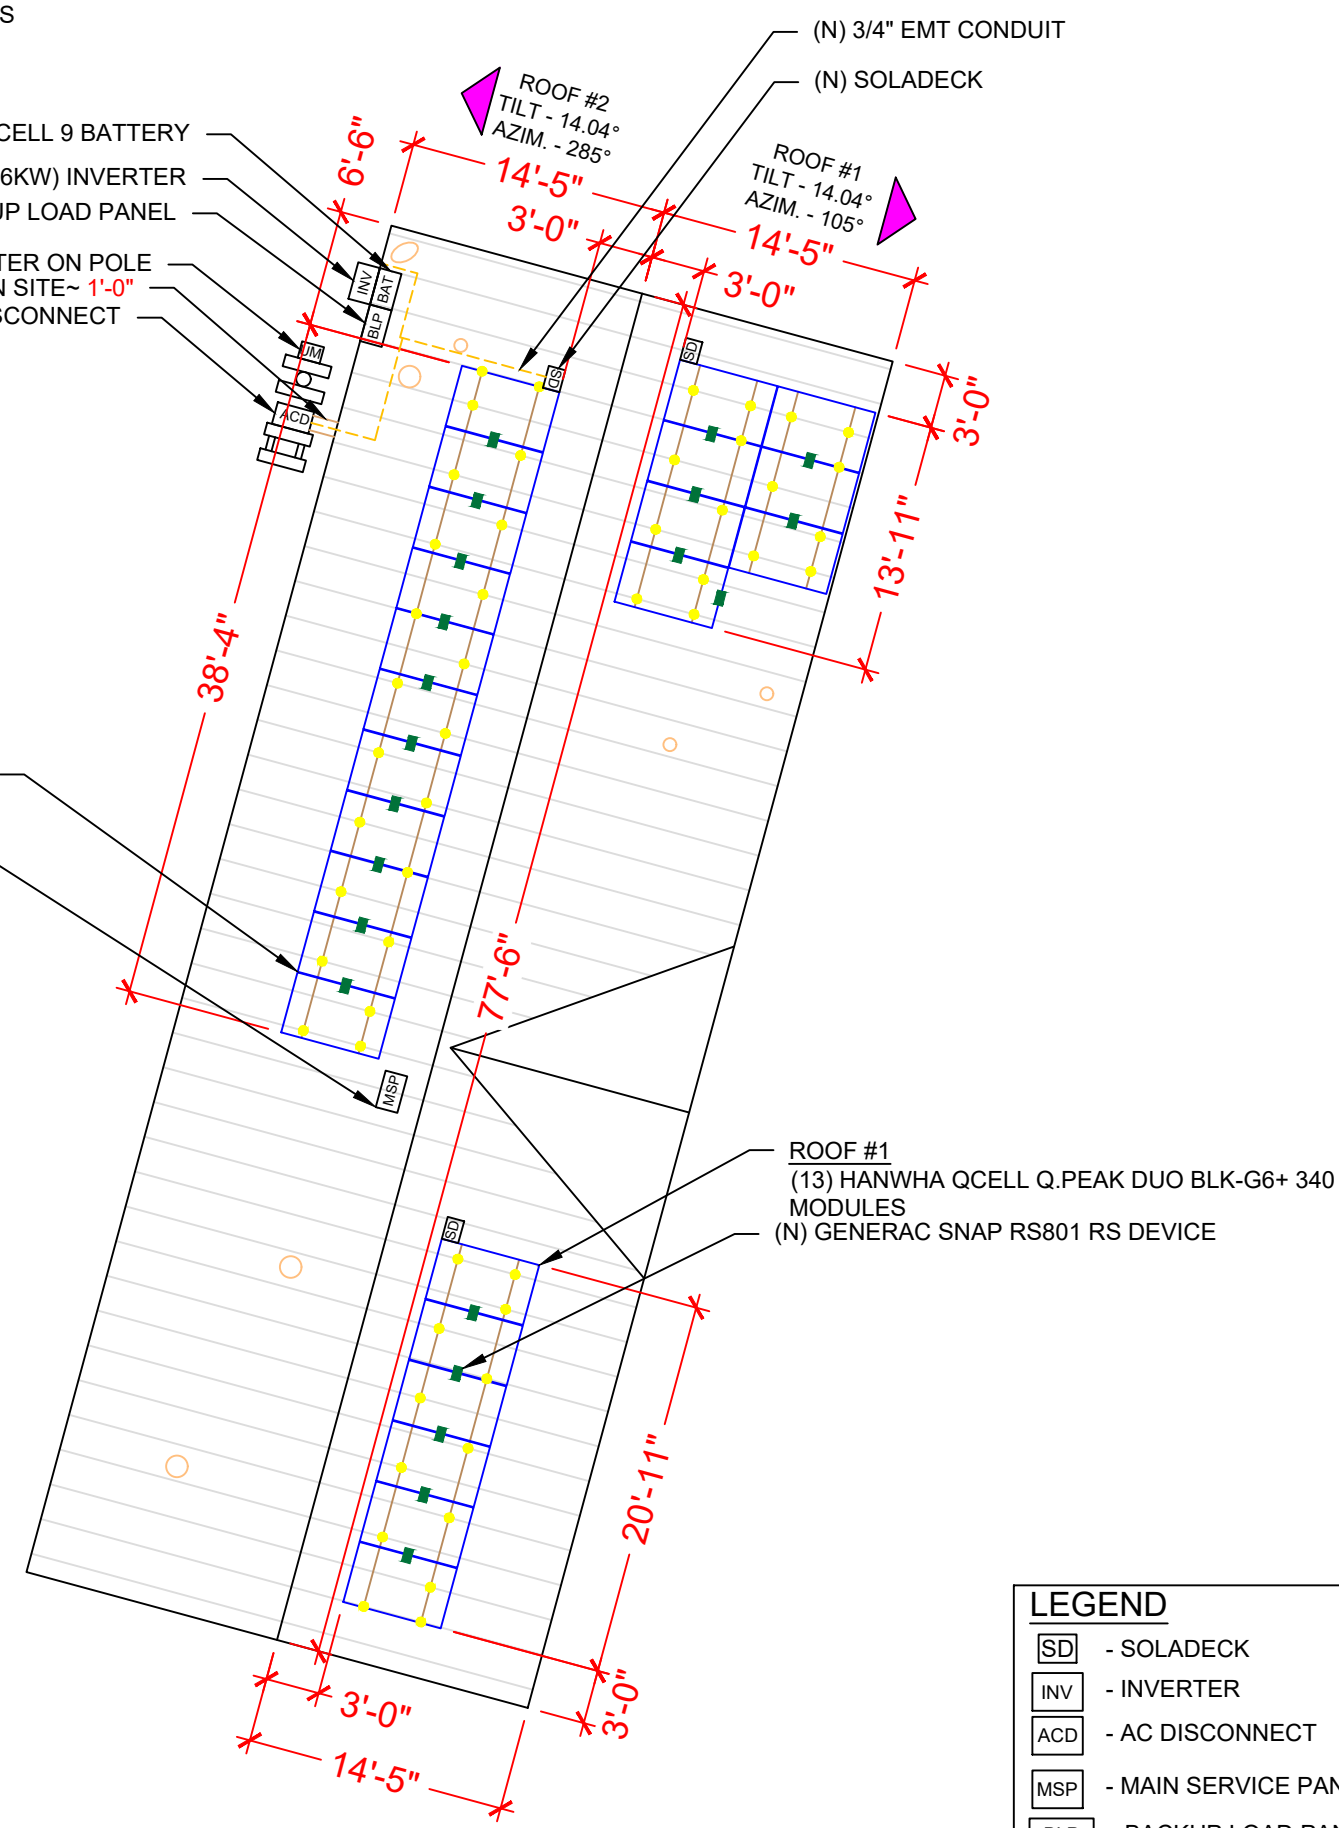 S
(N) 3/4" EMT CONDUIT
(N) SOLADECK
ROOF #2
TILT - 14.04°
AZIM. - 285°
ROOF #1
TILT - 14.04°
AZIM. - 105°
CELL 9 BATTERY
6KW) INVERTER
UP LOAD PANEL
TER ON POLE
N SITE~ 1'-0"
SCONNECT
6'-6"
14'-5"
3'-0"
14'-5"
3'-0"
INV
BAT
BLP
UM
ACD
SD
SD
3'-0"
13'-11"
38'-4"
77'-6"
MSP
ROOF #1
(13) HANWHA QCELL Q.PEAK DUO BLK-G6+ 340
MODULES
(N) GENERAC SNAP RS801 RS DEVICE
SD
20'-11"
3'-0"
3'-0"
14'-5"
LEGEND
SD - SOLADECK
INV - INVERTER
ACD - AC DISCONNECT
MSP - MAIN SERVICE PAN